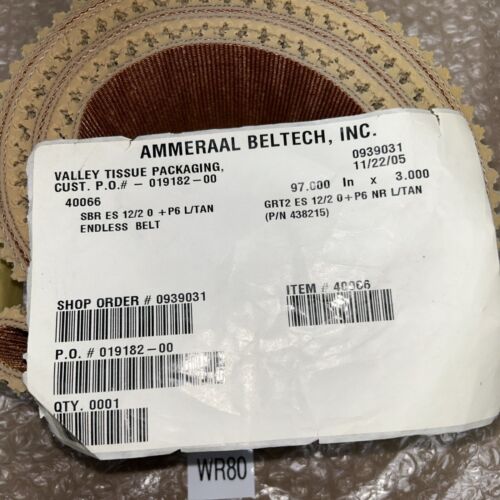 AMMERAAL BELTECH, INC.
VALLEY TISSUE PACKAGING, 0939031
CUST. P.O.# - 019182-00 11/22/05
40066 97.000 In x 3.000
SBR ES 12/2 0 +P6 L/TAN GRT2 ES 12/2 0+P6 NR L/TAN
ENDLESS BELT (P/N 438215)
SHOP ORDER # 0939031 ITEM # 40066
P.O. # 019182-00
QTY. 0001
WR80